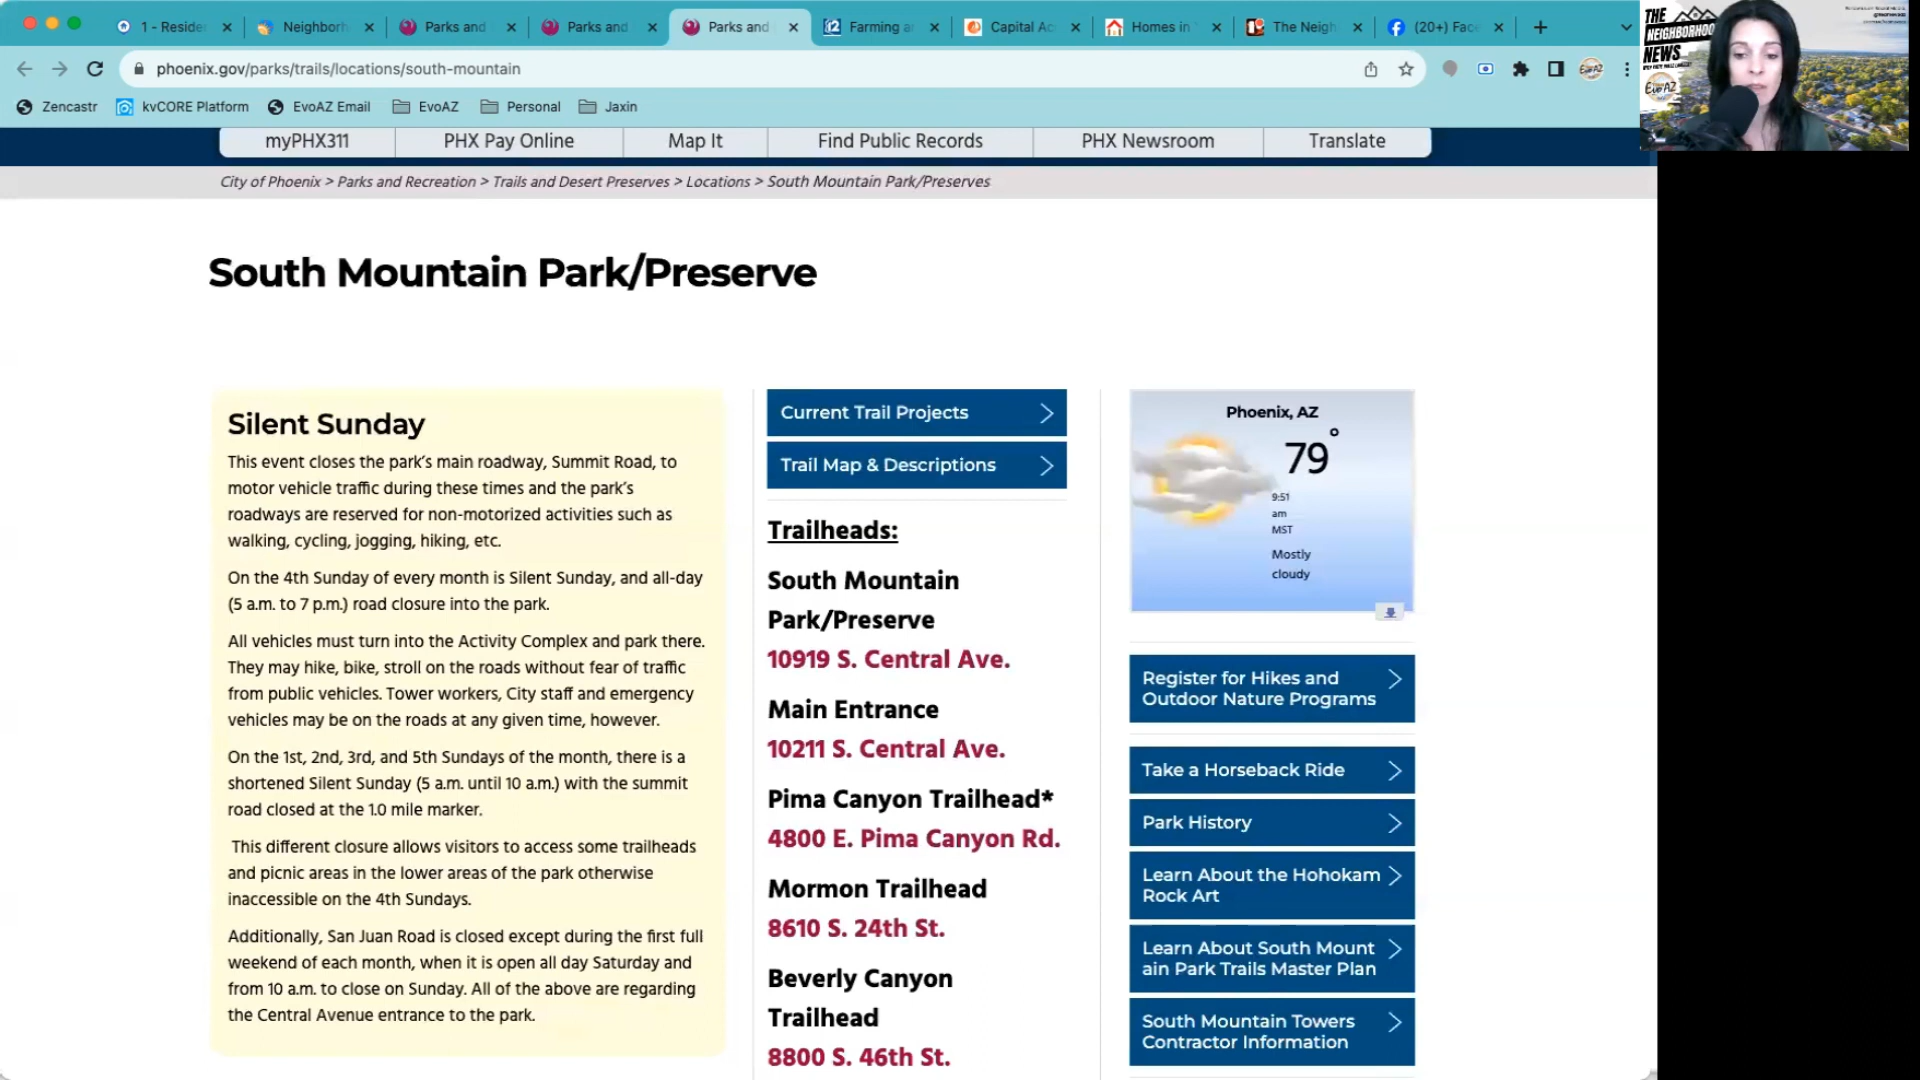 1 - Reside
Neighborh
Parks and
Parks and
Parks and
Farming a
Capital Ac
Homes in
The Neigh
(20+) Face
phoenix.gov/parks/trails/locations/south-mountain
Zencastr
kvCORE Platform
EvoAZ Email
EvoAZ
Personal
Jaxin
THE
NEIGHBORHOO
NEWS
EvoAZ
myPHX311
PHX Pay Online
Map It
Find Public Records
PHX Newsroom
Translate
City of Phoenix > Parks and Recreation > Trails and Desert Preserves > Locations > South Mountain Park/Preserves
South Mountain Park/Preserve
Silent Sunday
This event closes the park's main roadway, Summit Road, to
motor vehicle traffic during these times and the park's
roadways are reserved for non-motorized activities such as
walking, cycling, jogging, hiking, etc.
On the 4th Sunday of every month is Silent Sunday, and all-day
(5 a.m. to 7 p.m.) road closure into the park.
All vehicles must turn into the Activity Complex and park there.
They may hike, bike, stroll on the roads without fear of traffic
from public vehicles. Tower workers, City staff and emergency
vehicles may be on the roads at any given time, however.
On the 1st, 2nd, 3rd, and 5th Sundays of the month, there is a
shortened Silent Sunday (5 a.m. until 10 a.m.) with the summit
road closed at the 1.0 mile marker.
This different closure allows visitors to access some trailheads
and picnic areas in the lower areas of the park otherwise
inaccessible on the 4th Sundays.
Additionally, San Juan Road is closed except during the first full
weekend of each month, when it is open all day Saturday and
from 10 a.m. to close on Sunday. All of the above are regarding
the Central Avenue entrance to the park.
Current Trail Projects
Trail Map & Descriptions
Trailheads:
South Mountain
Park/Preserve
10919 S. Central Ave.
Main Entrance
10211 S. Central Ave.
Pima Canyon Trailhead*
4800 E. Pima Canyon Rd.
Mormon Trailhead
8610 S. 24th St.
Beverly Canyon
Trailhead
8800 S. 46th St.
Phoenix, AZ
79°
9:51
am
MST
Mostly
cloudy
Register for Hikes and
Outdoor Nature Programs
Take a Horseback Ride
Park History
Learn About the Hohokam
Rock Art
Learn About South Mount
ain Park Trails Master Plan
South Mountain Towers
Contractor Information